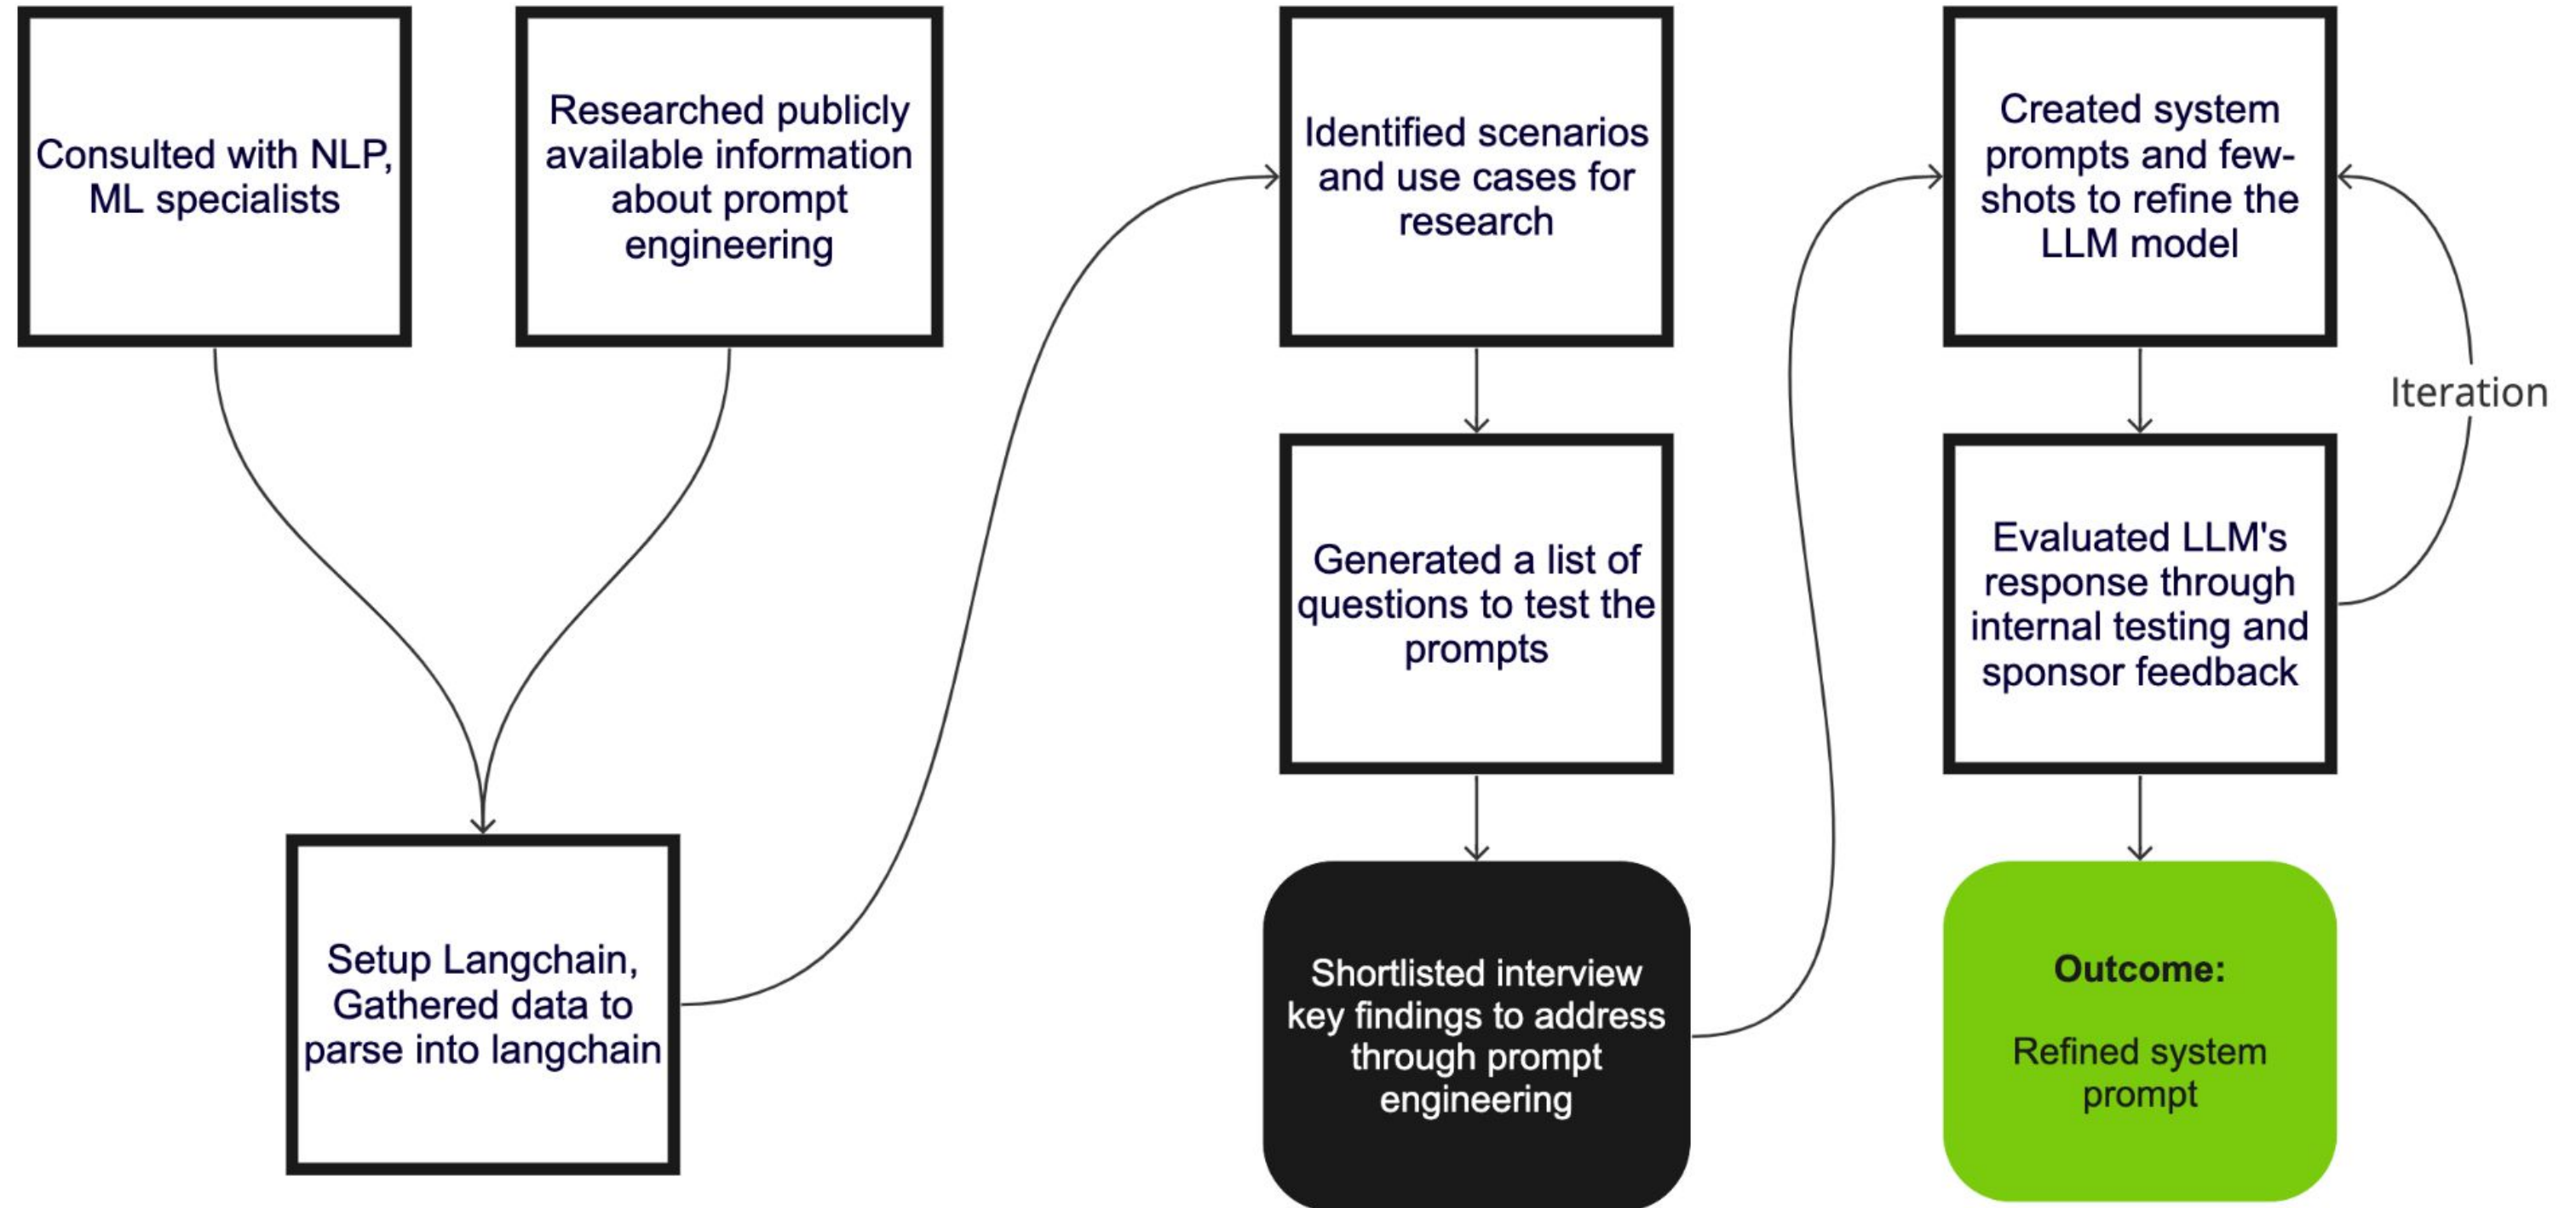 Consulted with NLP,
ML specialists
Researched publicly
available information
about prompt
engineering
Setup Langchain,
Gathered data to
parse into langchain
Identified scenarios
and use cases for
research
Generated a list of
questions to test the
prompts
Shortlisted interview
key findings to address
through prompt
engineering
Created system
prompts and few-
shots to refine the
LLM model
Iteration
Evaluated LLM's
response through
internal testing and
sponsor feedback
Outcome:
Refined system
prompt